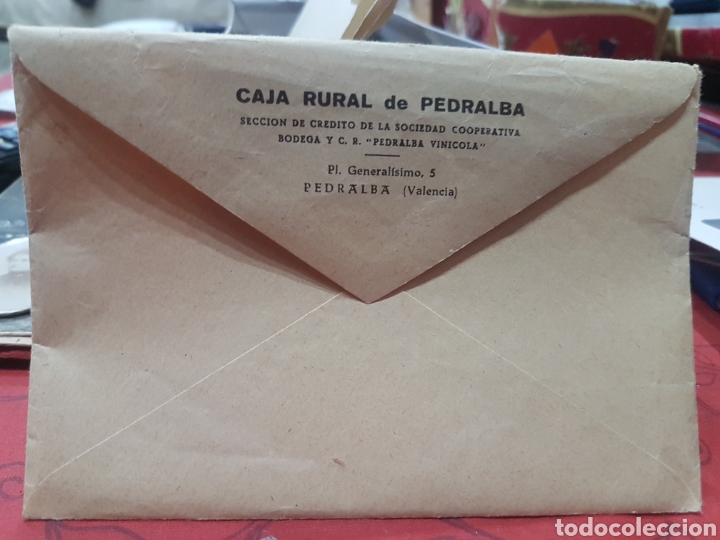 CAJA RURAL de PEDRALBA
SECCION DE CREDITO DE LA SOCIEDAD COOPERATIVA
BODEGA Y C. R. "PEDRALBA VINICOLA"
Pl. Generalísimo, 5
PEDRALBA (Valencia)
todocoleccion